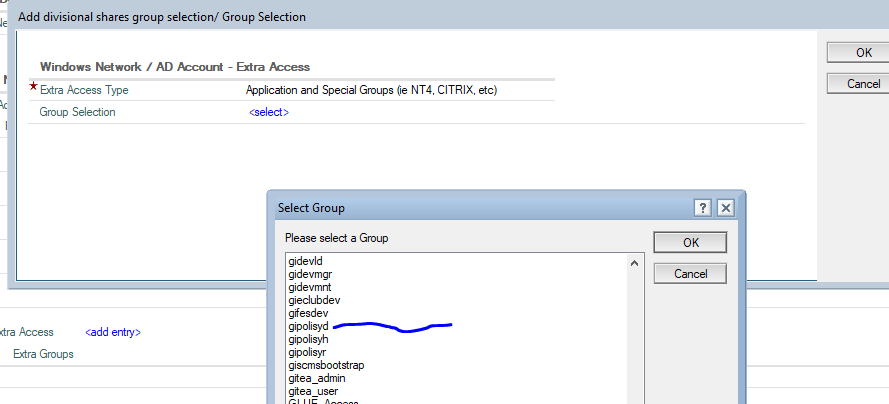 Add divisional shares group selection/ Group Selection
OK
Windows Network / AD Account - Extra Access
Extra Access Type Application and Special Groups (ie NT4, CITRIX, etc)
Cancel
Group Selection <select>
Select Group
Please select a Group
OK
gidevld
gidevmgr
Cancel
gidevmnt
gieclubdev
gifesdev
gipolisyd
gipolisyh
gipolisyr
giscmsbootstrap
gitea_admin
gitea_user
GLUE_Access
xtra Access <add entry>
Extra Groups